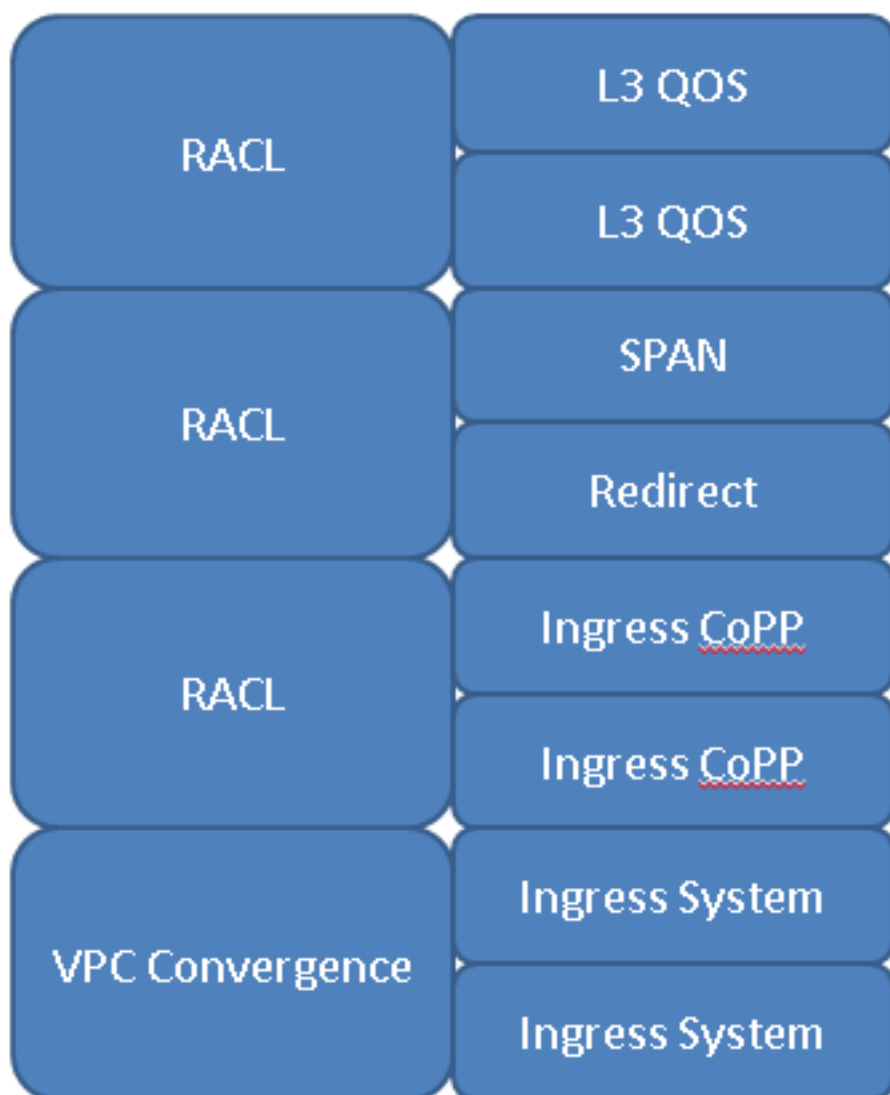 RACL
L3 QOS
L3 QOS
RACL
SPAN
Redirect
RACL
Ingress CoPP
Ingress CoPP
VPC Convergence
Ingress System
Ingress System